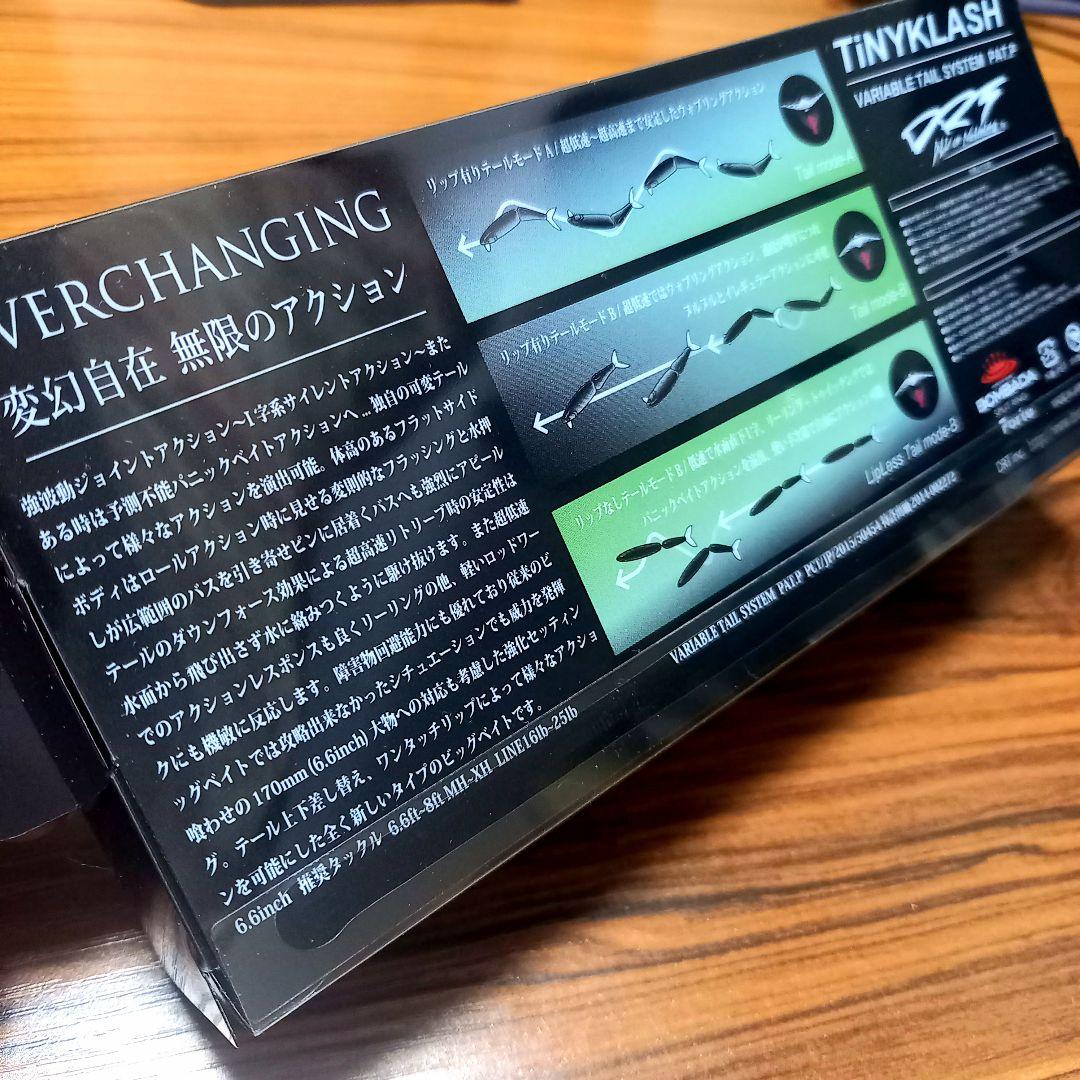 VERCHANGING
変幻自在 無限のアクション
強波動ジョイントアクション～I字系サイレントアクション～また
ある時は予測不能パニックベイトアクションへ...独自の可変テール
によって様々なアクションを演出可能。体高のあるフラットサイド
ボディはロールアクション時に見せる変則的なフラッシングと水押
しが広範囲のバスを引き寄せピンに居着くバスへも強烈にアピール
テールのダウンフォース効果による超高速リトリーブ時の安定性は
水面から飛び出さず水に絡みつくように駆け抜けます。また超低速
でのアクションレスポンスも良くリーリングの他、軽いロッドワー
クにも機敏に反応します。障害物回避能力にも優れており従来のビ
ッグベイトでは攻略出来なかったシチュエーションでも威力を発揮
喰わせの170mm (6.6inch) 大物への対応も考慮した強化セッティン
グ。テール上下差し替え、ワンタッチリップによって様々なアクショ
ンを可能にした全く新しいタイプのビッグベイトです。
6.6inch 推奨タックル 6.6ft~8ft MH~XH LINE16lb~25lb
リップ有りテールモード A / 超低速～超高速まで安定したウォブリングアクション
Tail mode-A
リップ有りテールモード B / 超低速ではウォブリングアクション、
Tail mode-B
リップなしテールモード B / 低速で水面直下I字、
パニックベイトアクションを演出、
LipLess Tail mode-B
VARIABLE TAIL SYSTEM PAT.P PCT/JP2015/50454
TiNYKLASH
VARIABLE TAIL SYSTEM PAT.P
DRT
BOMBADA